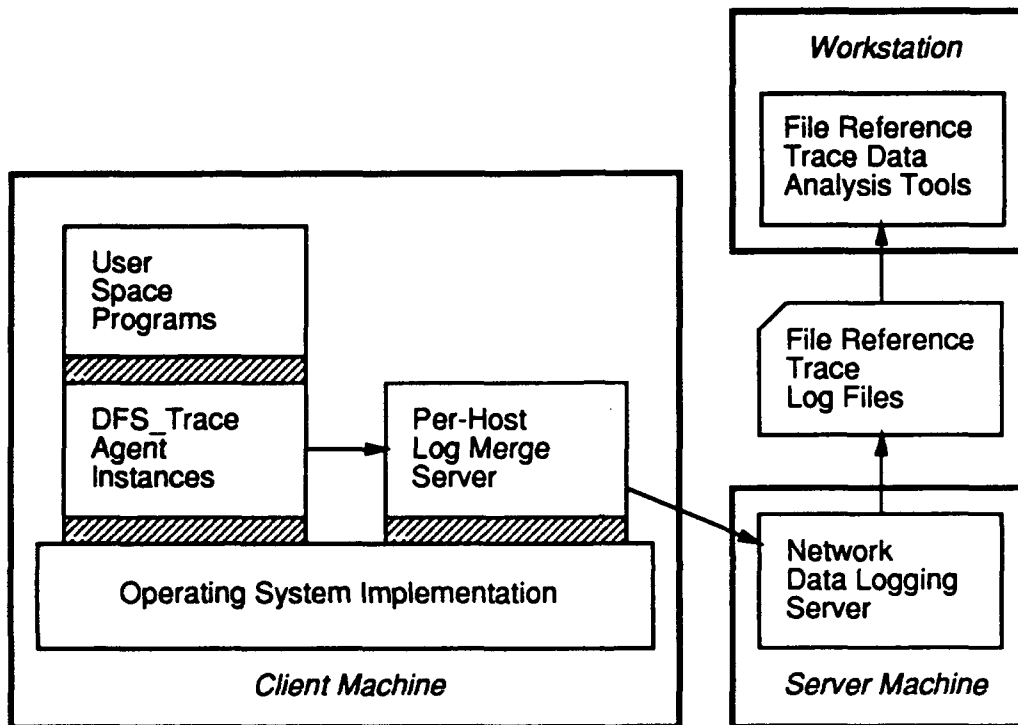 Workstation
File Reference
Trace Data
Analysis Tools
User
Space
Programs
File Reference
Trace
Log Files
DFS_Trace
Agent
Instances
Per-Host
Log Merge
Server
Network
Data Logging
Server
Operating System Implementation
Client Machine
Server Machine